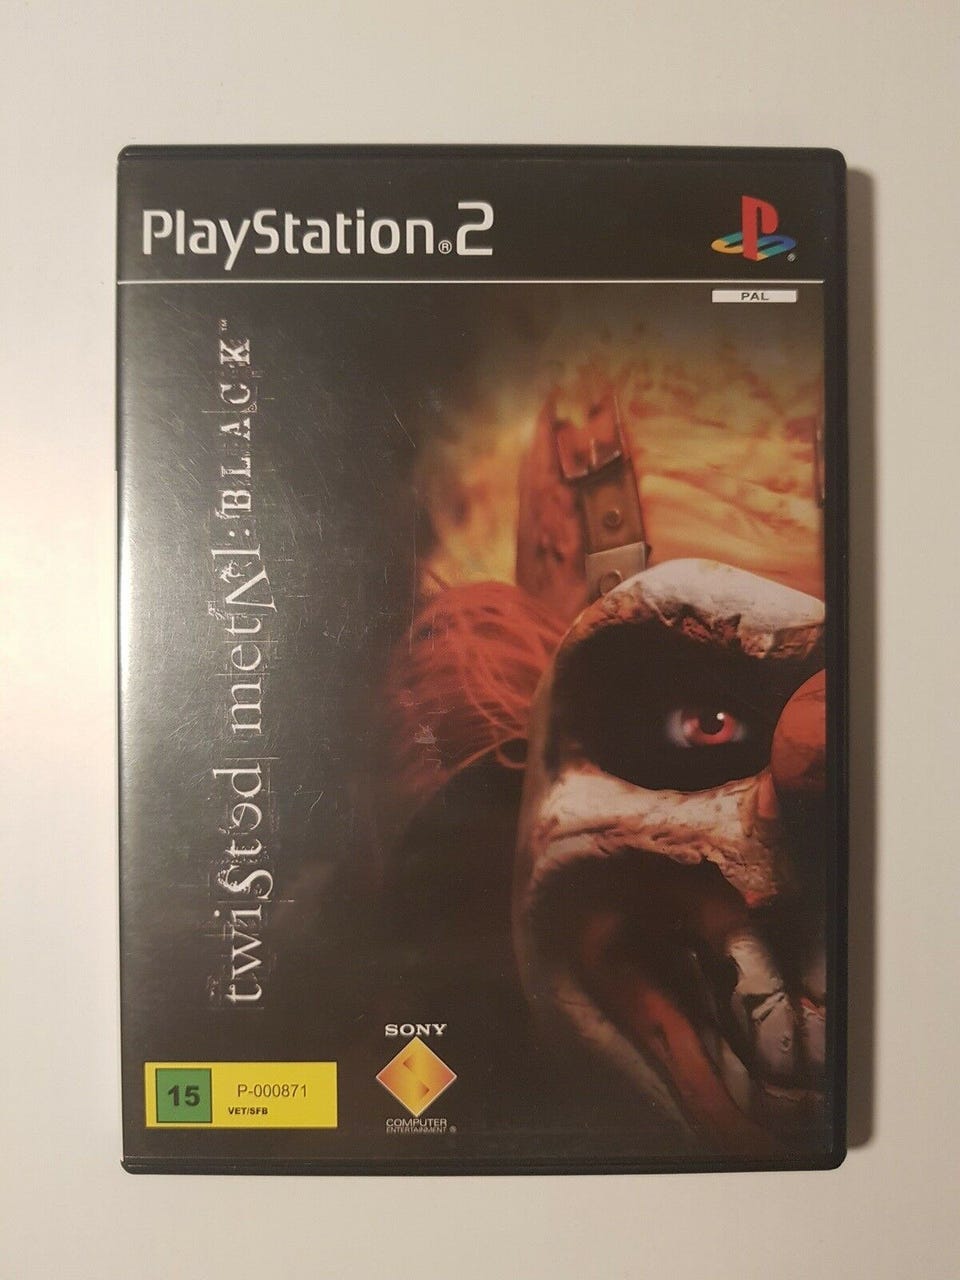 PlayStation®2
PAL
twisted metal: BLACK™
SONY
COMPUTER
ENTERTAINMENT ®
15
P-000871
VET/SFB